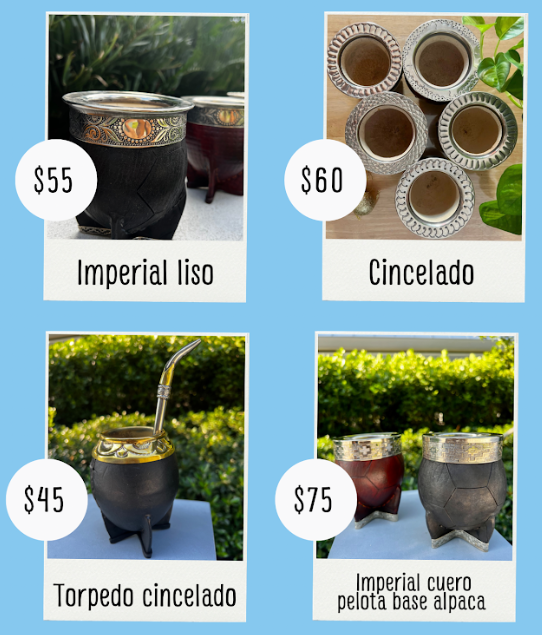 $55
Imperial liso
$60
Cincelado
$45
Torpedo cincelado
$75
Imperial cuero
pelota base alpaca